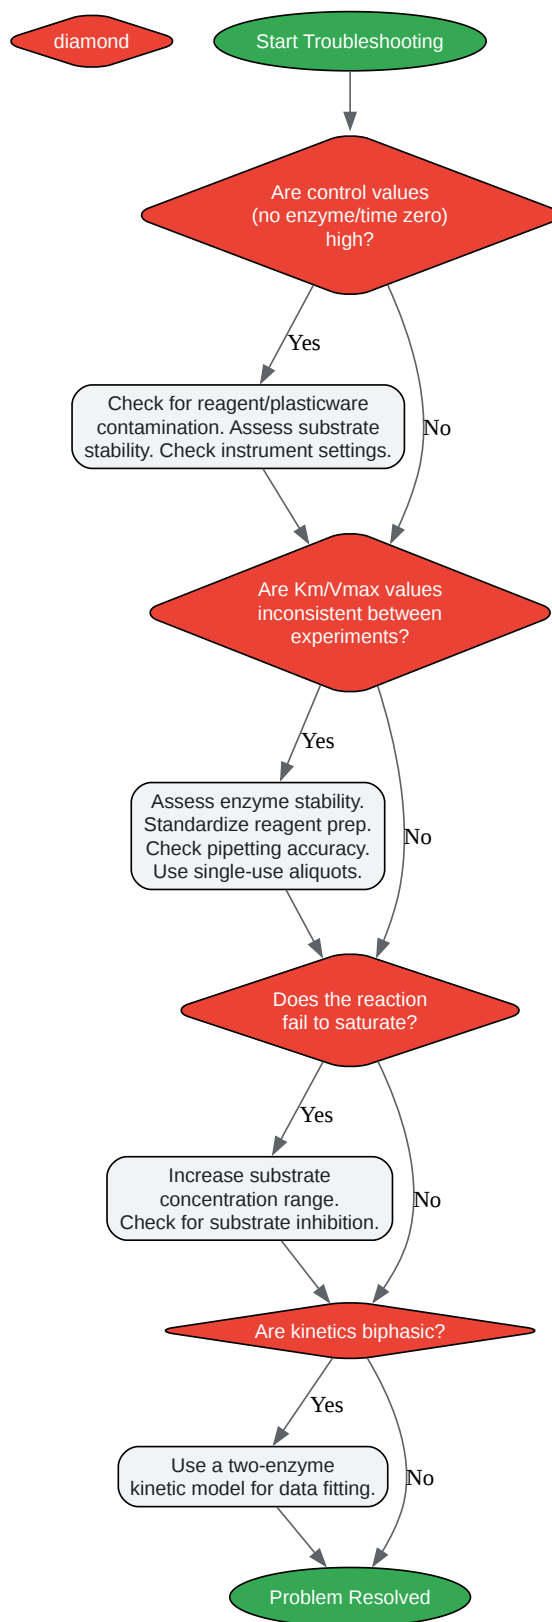 diamond
Start Troubleshooting
Are control values
(no enzyme/time zero)
high?
Yes
No
Check for reagent/plasticware
contamination. Assess substrate
stability. Check instrument settings.
Are Km/Vmax values
inconsistent between
experiments?
Yes
No
Assess enzyme stability.
Standardize reagent prep.
Check pipetting accuracy.
Use single-use aliquots.
Does the reaction
fail to saturate?
Yes
No
Increase substrate
concentration range.
Check for substrate inhibition.
Are kinetics biphasic?
Yes
No
Use a two-enzyme
kinetic model for data fitting.
Problem Resolved